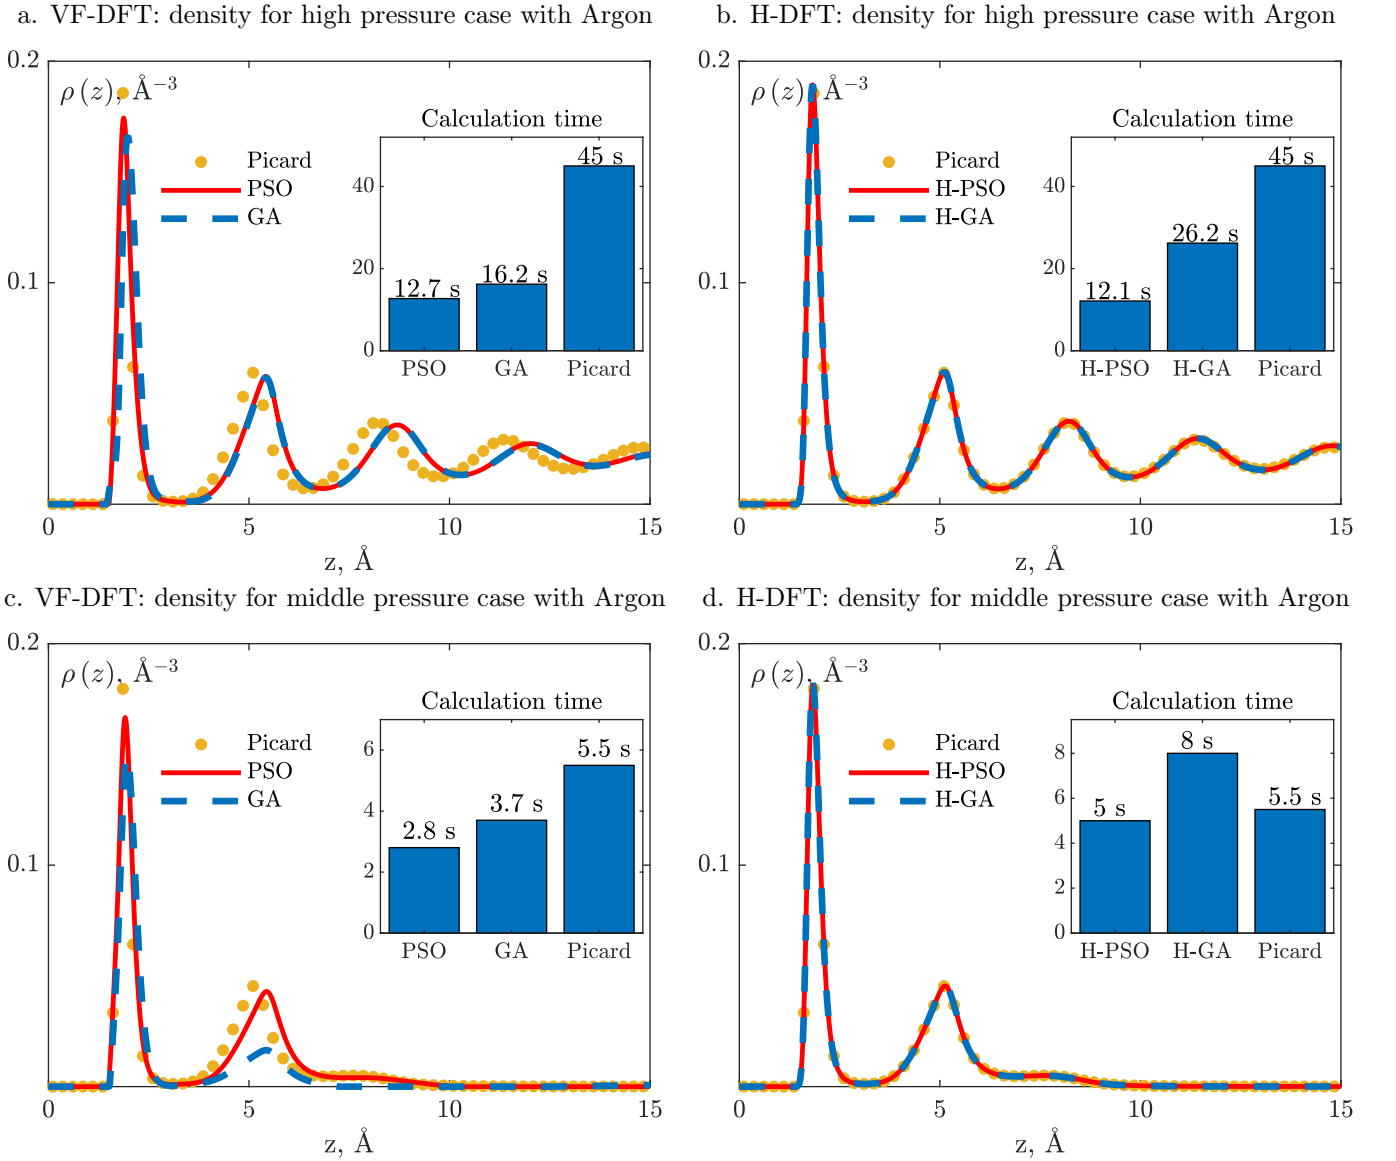 a. VF-DFT: density for high pressure case with Argon
0.2
ρ (z), Å−3
Calculation time
Picard
PSO
GA
45 s
40
16.2 s
12.7 s
20
0
PSO GA Picard
0.1
0 5 10 15
z, Å
b. H-DFT: density for high pressure case with Argon
0.2
ρ (z), Å−3
Calculation time
Picard
H-PSO
H-GA
45 s
40
26.2 s
20
12.1 s
0
H-PSO H-GA Picard
0.1
0 5 10 15
z, Å
c. VF-DFT: density for middle pressure case with Argon
0.2
ρ (z), Å−3
Calculation time
Picard
PSO
GA
6
5.5 s
4
3.7 s
2.8 s
2
0
PSO GA Picard
0.1
0 5 10 15
z, Å
d. H-DFT: density for middle pressure case with Argon
0.2
ρ (z), Å−3
Calculation time
Picard
H-PSO
H-GA
8
8 s
6
5 s
5.5 s
4
2
0
H-PSO H-GA Picard
0.1
0 5 10 15
z, Å